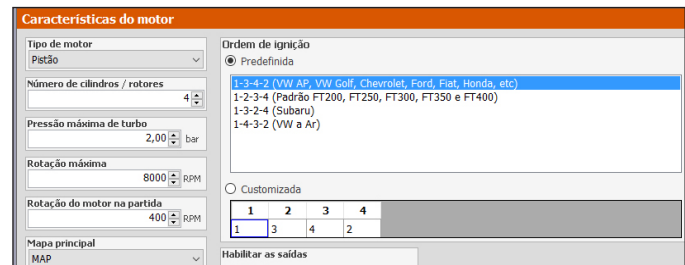 Características do motor
Tipo de motor
Pistão
Número de cilindros / rotores
4
Pressão máxima de turbo
2,00 bar
Rotação máxima
8000 RPM
Rotação do motor na partida
400 RPM
Mapa principal
MAP
Ordem de ignição
Predefinida
1-3-4-2 (VW AP, VW Golf, Chevrolet, Ford, Fiat, Honda, etc)
1-2-3-4 (Padrão FT200, FT250, FT300, FT350 e FT400)
1-3-2-4 (Subaru)
1-4-3-2 (VW a Ar)
Customizada
1 2 3 4
1 3 4 2
Habilitar as saídas